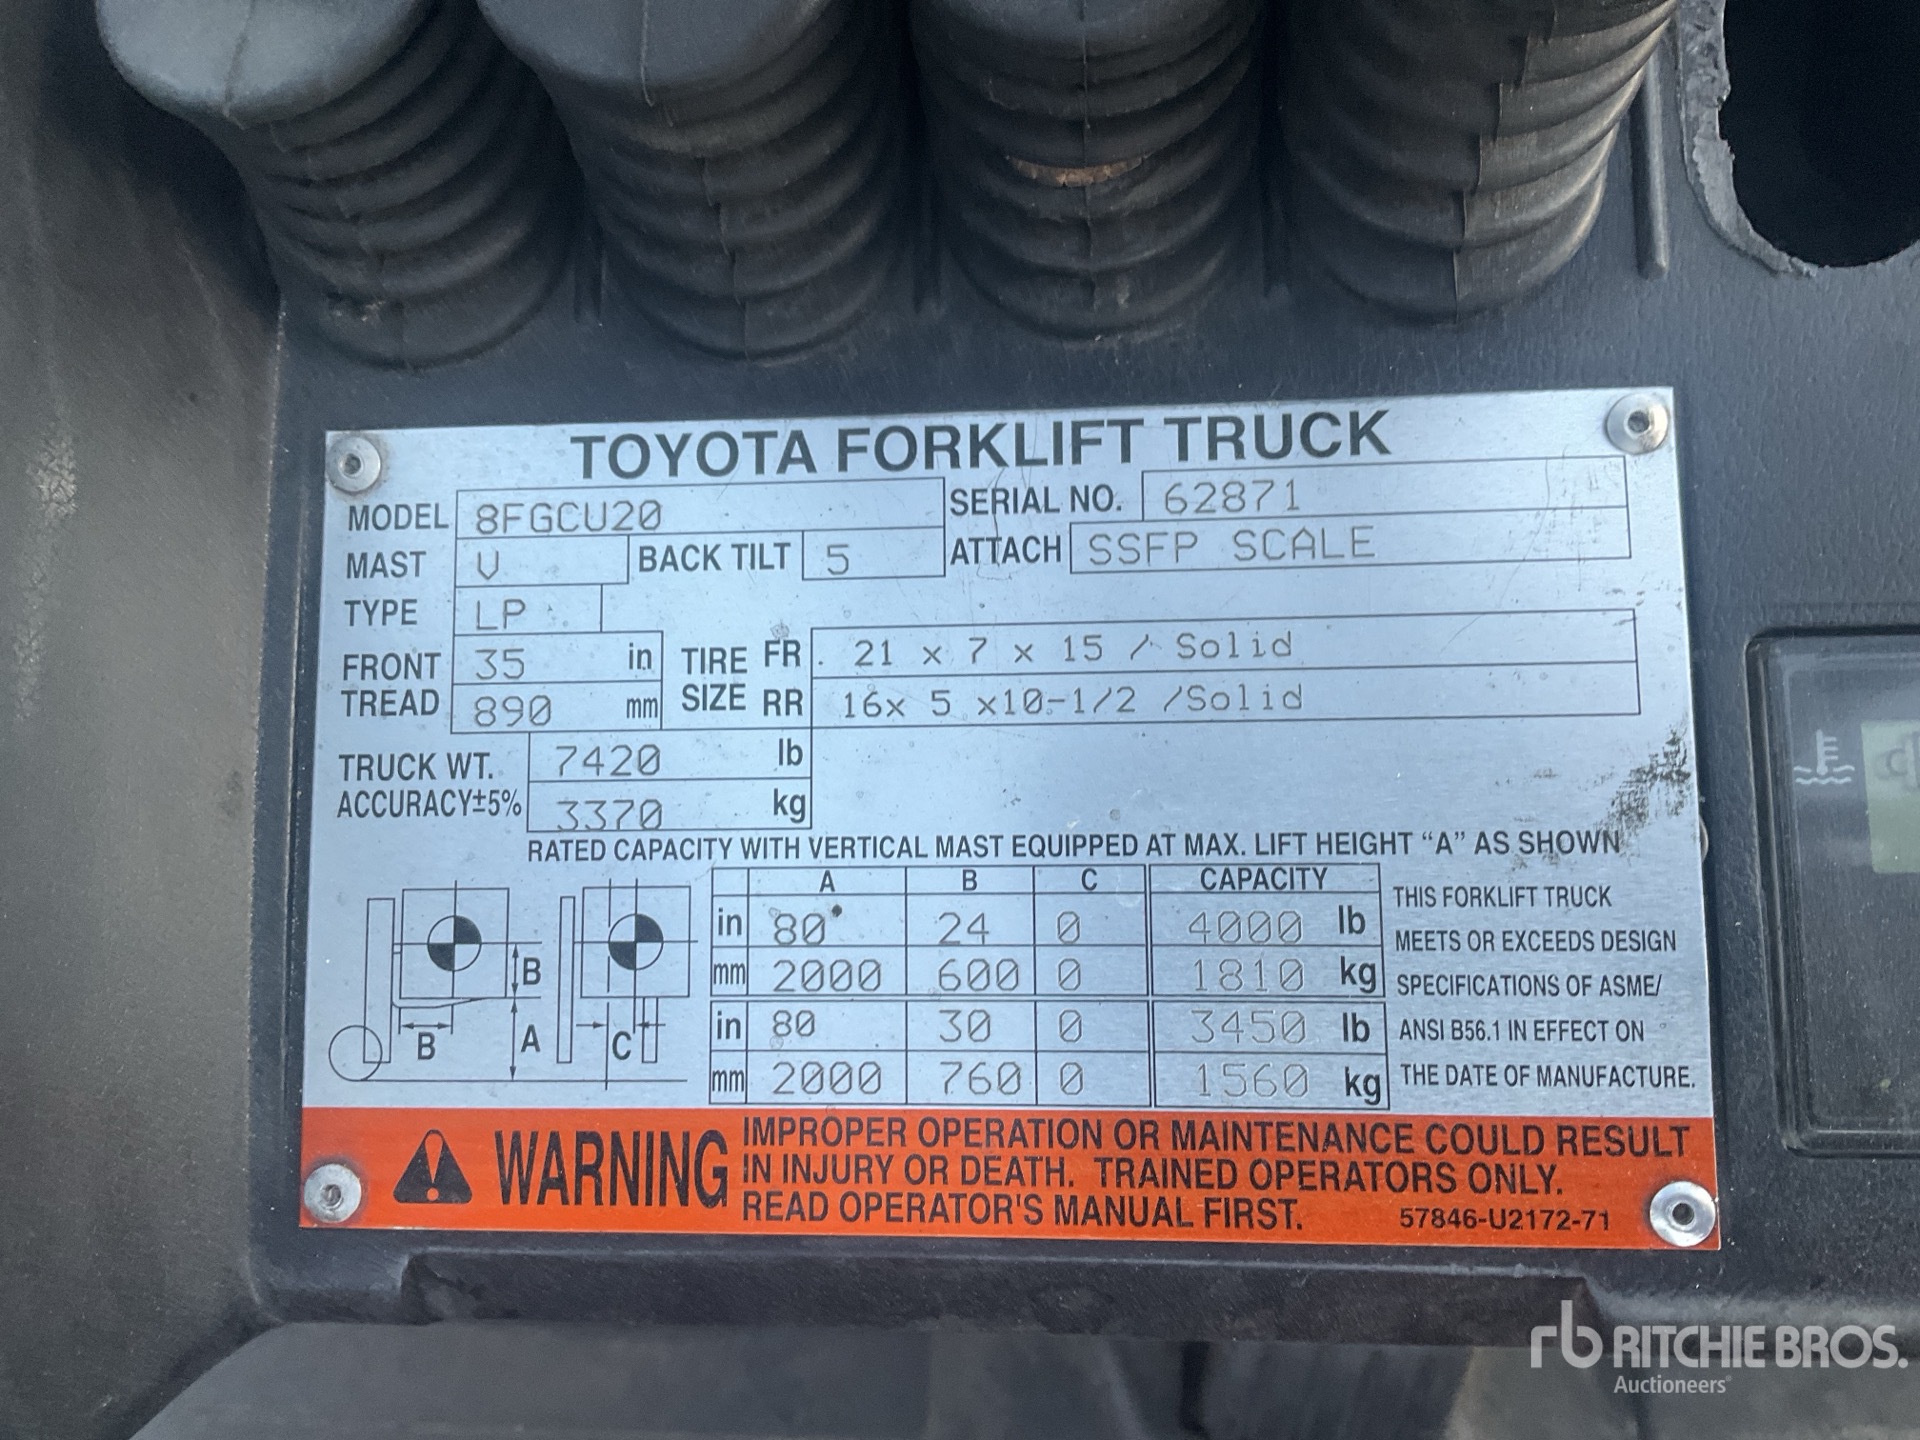 TOYOTA FORKLIFT TRUCK
MODEL 8FGCU20 SERIAL NO. 62871
MAST V BACK TILT 5 ATTACH SSFP SCALE
TYPE LP
FRONT TREAD 35 in TIRE SIZE FR 21 x 7 x 15 / Solid
890 mm RR 16x 5 x10-1/2 /Solid
TRUCK WT. 7420 lb
ACCURACY±5% 3370 kg
RATED CAPACITY WITH VERTICAL MAST EQUIPPED AT MAX. LIFT HEIGHT “A” AS SHOWN
A B C CAPACITY
in 80 24 0 4000 lb
mm 2000 600 0 1810 kg
in 80 30 0 3450 lb
mm 2000 760 0 1560 kg
B
B A C
THIS FORKLIFT TRUCK
MEETS OR EXCEEDS DESIGN
SPECIFICATIONS OF ASME/
ANSI B56.1 IN EFFECT ON
THE DATE OF MANUFACTURE.
WARNING
IMPROPER OPERATION OR MAINTENANCE COULD RESULT
IN INJURY OR DEATH. TRAINED OPERATORS ONLY.
READ OPERATOR'S MANUAL FIRST. 57846-U2172-71
C
rb RITCHIE BROS.
Auctioneers